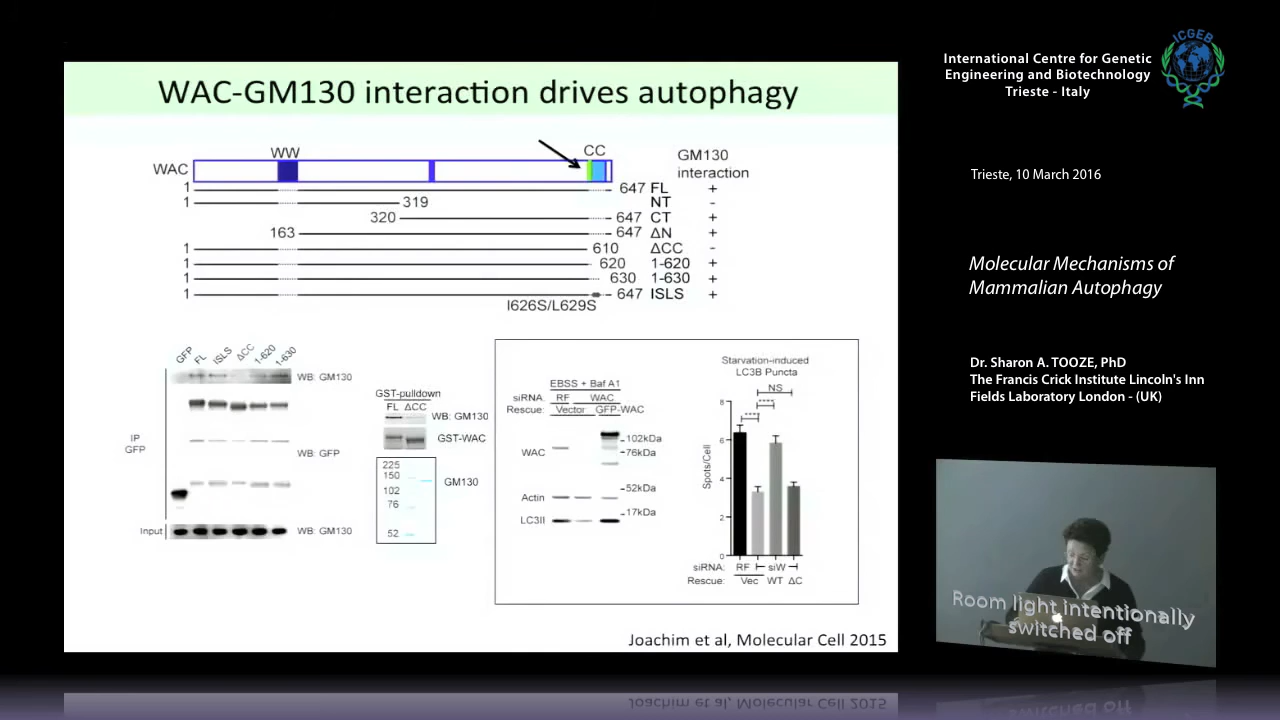 WAC-GM130 interaction drives autophagy
WW
CC
GM130
interaction
WAC
1 647 FL +
1 319 NT -
320 647 CT +
163 647 ΔN +
1 610 ΔCC -
1 620 1-620 +
1 630 1-630 +
1 647 ISLS +
I626S/L629S
GFP FL ISLS ΔCC 1-620 1-630
WB: GM130
IP
GFP
WB: GFP
Input
WB: GM130
GST-pulldown
FL ΔCC
WB: GM130
GST-WAC
225
150
102
76
52
GM130
EBSS + Baf A1
siRNA: RF WAC
Rescue: Vector GFP-WAC
102kDa
WAC
76kDa
52kDa
Actin
17kDa
LC3II
Starvation-induced
LC3B Puncta
NS
****
****
Spots/Cell
8
6
4
2
0
siRNA: RF siW
Rescue: Vec WT ΔC
Joachim et al, Molecular Cell 2015
International Centre for Genetic
Engineering and Biotechnology
Trieste - Italy
ICGEB
Trieste, 10 March 2016
Molecular Mechanisms of
Mammalian Autophagy
Dr. Sharon A. TOOZE, PhD
The Francis Crick Institute Lincoln's Inn
Fields Laboratory London - (UK)
Room light intentionally
switched off